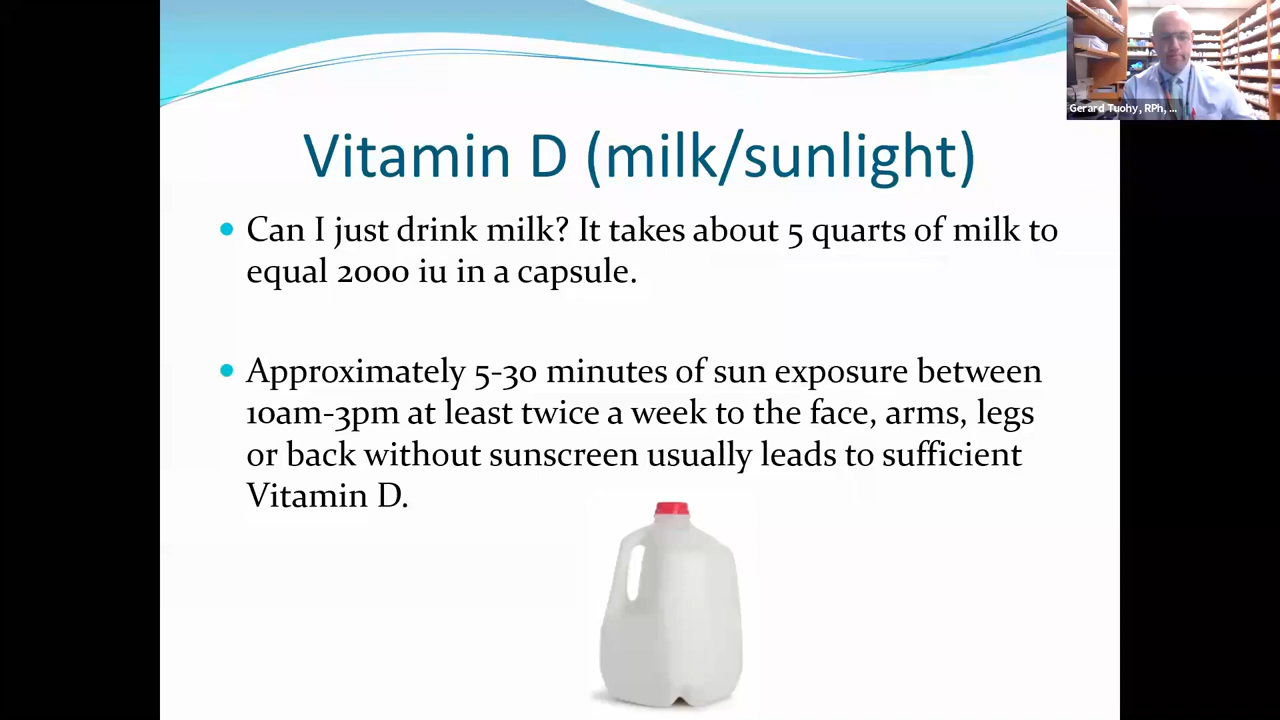 Gerard Tuohy, RPh, ...
Vitamin D (milk/sunlight)
• Can I just drink milk? It takes about 5 quarts of milk to
equal 2000 iu in a capsule.
• Approximately 5-30 minutes of sun exposure between
10am-3pm at least twice a week to the face, arms, legs
or back without sunscreen usually leads to sufficient
Vitamin D.